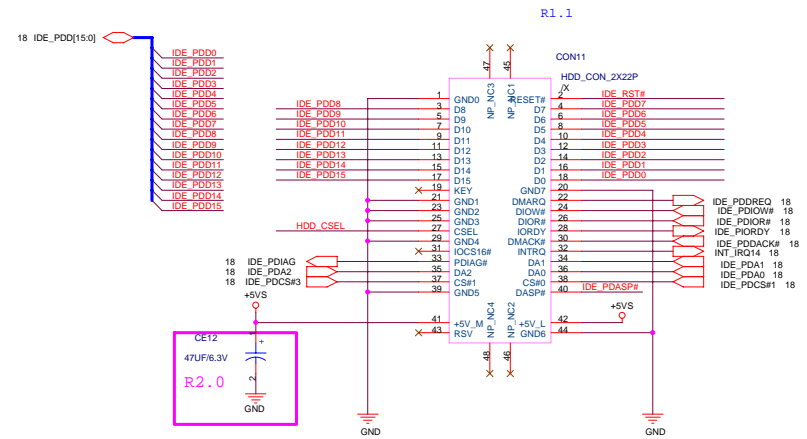 R1.1
18 IDE_PDD[15:0]
IDE_PDD0
IDE_PDD1
IDE_PDD2
IDE_PDD3
IDE_PDD4
IDE_PDD5
IDE_PDD6
IDE_PDD7
IDE_PDD8
IDE_PDD9
IDE_PDD10
IDE_PDD11
IDE_PDD12
IDE_PDD13
IDE_PDD14
IDE_PDD15
CON11
HDD_CON_2X22P
/X
47 45
NP_NC3 NP_NC1
1 GND0 RESET# 2 IDE_RST#
IDE_PDD8 3 D8 D7 4 IDE_PDD7
IDE_PDD9 5 D9 D6 6 IDE_PDD6
IDE_PDD10 7 D10 D5 8 IDE_PDD5
IDE_PDD11 9 D11 D4 10 IDE_PDD4
IDE_PDD12 11 D12 D3 12 IDE_PDD3
IDE_PDD13 13 D13 D2 14 IDE_PDD2
IDE_PDD14 15 D14 D1 16 IDE_PDD1
IDE_PDD15 17 D15 D0 18 IDE_PDD0
19 KEY GND7 20
21 GND1 DMARQ 22 IDE_PDDREQ 18
23 GND2 DIOW# 24 IDE_PDIOW# 18
25 GND3 DIOR# 26 IDE_PDIOR# 18
HDD_CSEL 27 CSEL IORDY 28 IDE_PIORDY 18
29 GND4 DMACK# 30 IDE_PDDACK# 18
31 IOCS16# INTRQ 32 INT_IRQ14 18
18 IDE_PDIAG 33 PDIAG# DA1 34 IDE_PDA1 18
18 IDE_PDA2 35 DA2 DA0 36 IDE_PDA0 18
18 IDE_PDCS#3 37 CS#1 CS#0 38 IDE_PDCS#1 18
39 GND5 DASP# 40 IDE_PDASP#
+5VS +5VS
41 +5V_M +5V_L 42
43 RSV GND6 44
NP_NC4 NP_NC2
48 46
1
CE12 +
47UF/6.3V
R2.0 2
GND
GND GND